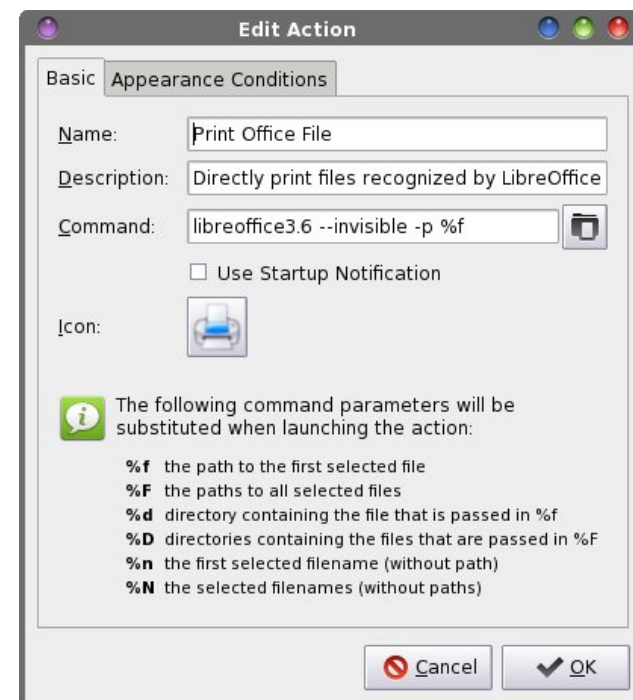 Edit Action
Basic Appearance Conditions
Name: Print Office File
Description: Directly print files recognized by LibreOffice
Command: libreoffice3.6 --invisible -p %f
Use Startup Notification
Icon:
The following command parameters will be
substituted when launching the action:
%f the path to the first selected file
%F the paths to all selected files
%d directory containing the file that is passed in %f
%D directories containing the files that are passed in %F
%n the first selected filename (without path)
%N the selected filenames (without paths)
Cancel OK